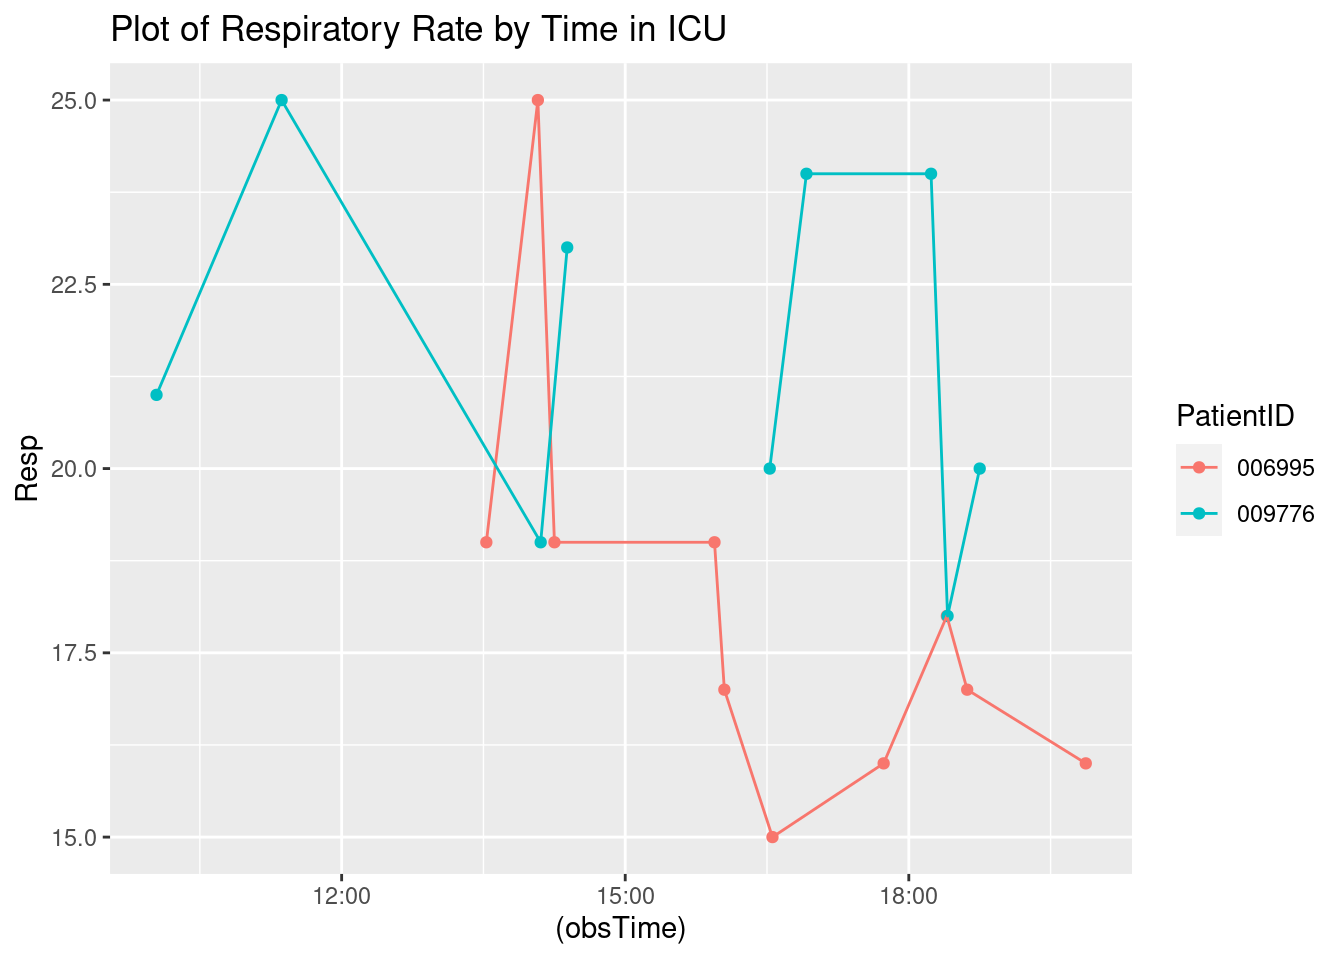 Plot of Respiratory Rate by Time in ICU
25.0
22.5
20.0
17.5
15.0
Resp
12:00 15:00 18:00
(obsTime)
PatientID
006995
009776